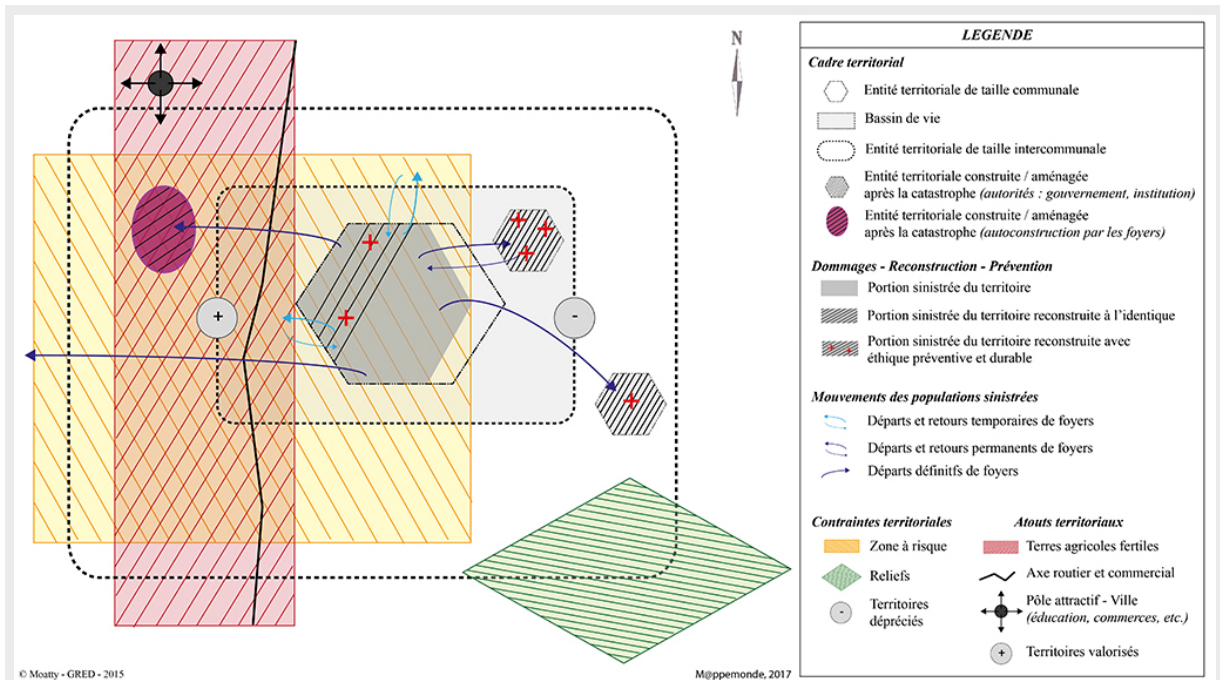 N
+
-
© Moatty - GRED - 2015
M@ppemonde, 2017
LEGENDE
Cadre territorial
Entité territoriale de taille communale
Bassin de vie
Entité territoriale de taille intercommunale
Entité territoriale construite / aménagée
après la catastrophe (autorités : gouvernement, institution)
Entité territoriale construite / aménagée
après la catastrophe (autoconstruction par les foyers)
Dommages - Reconstruction - Prévention
Portion sinistrée du territoire
Portion sinistrée du territoire reconstruite à l’identique
Portion sinistrée du territoire reconstruite avec
éthique préventive et durable
Mouvements des populations sinistrées
Départs et retours temporaires de foyers
Départs et retours permanents de foyers
Départs définitfs de foyers
Contraintes territoriales
Zone à risque
Reliefs
-
Territoires
dépréciés
Atouts territoriaux
Terres agricoles fertiles
Axe routier et commercial
Pôle attractif - Ville
(éducation, commerces, etc.)
+
Territoires valorisés